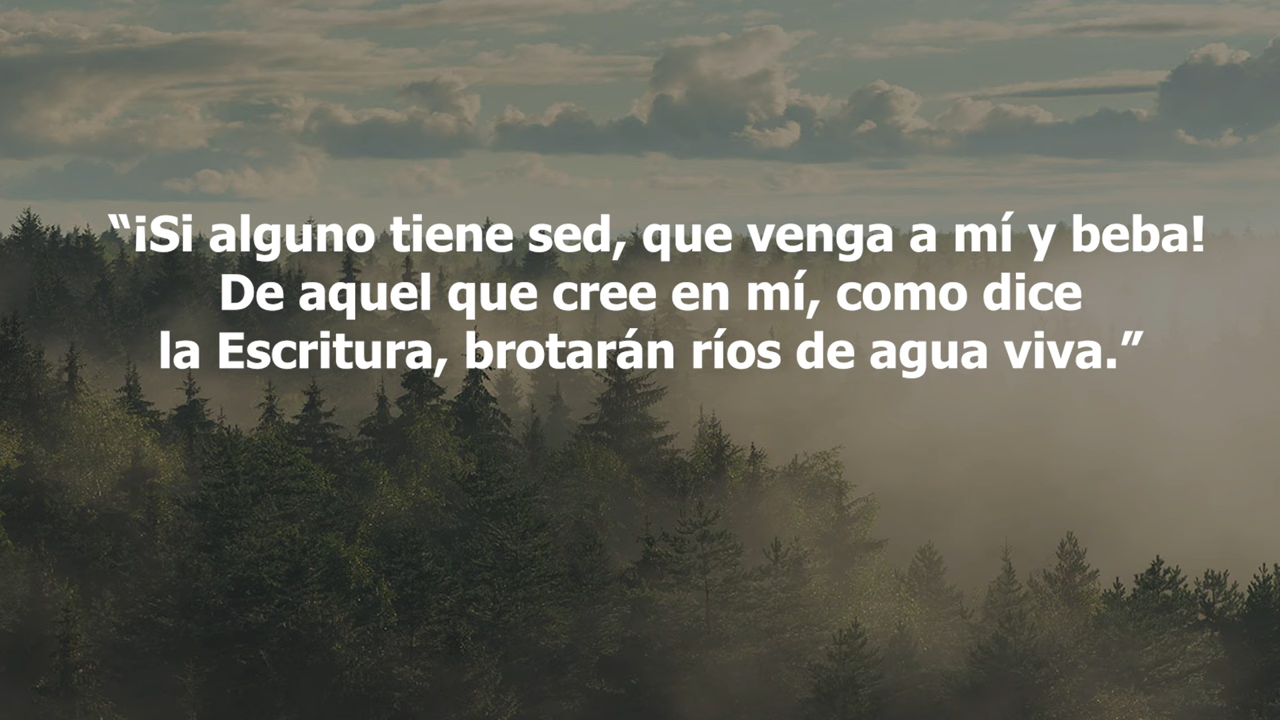 “¡Si alguno tiene sed, que venga a mí y beba!
De aquel que cree en mí, como dice
la Escritura, brotarán ríos de agua viva.”